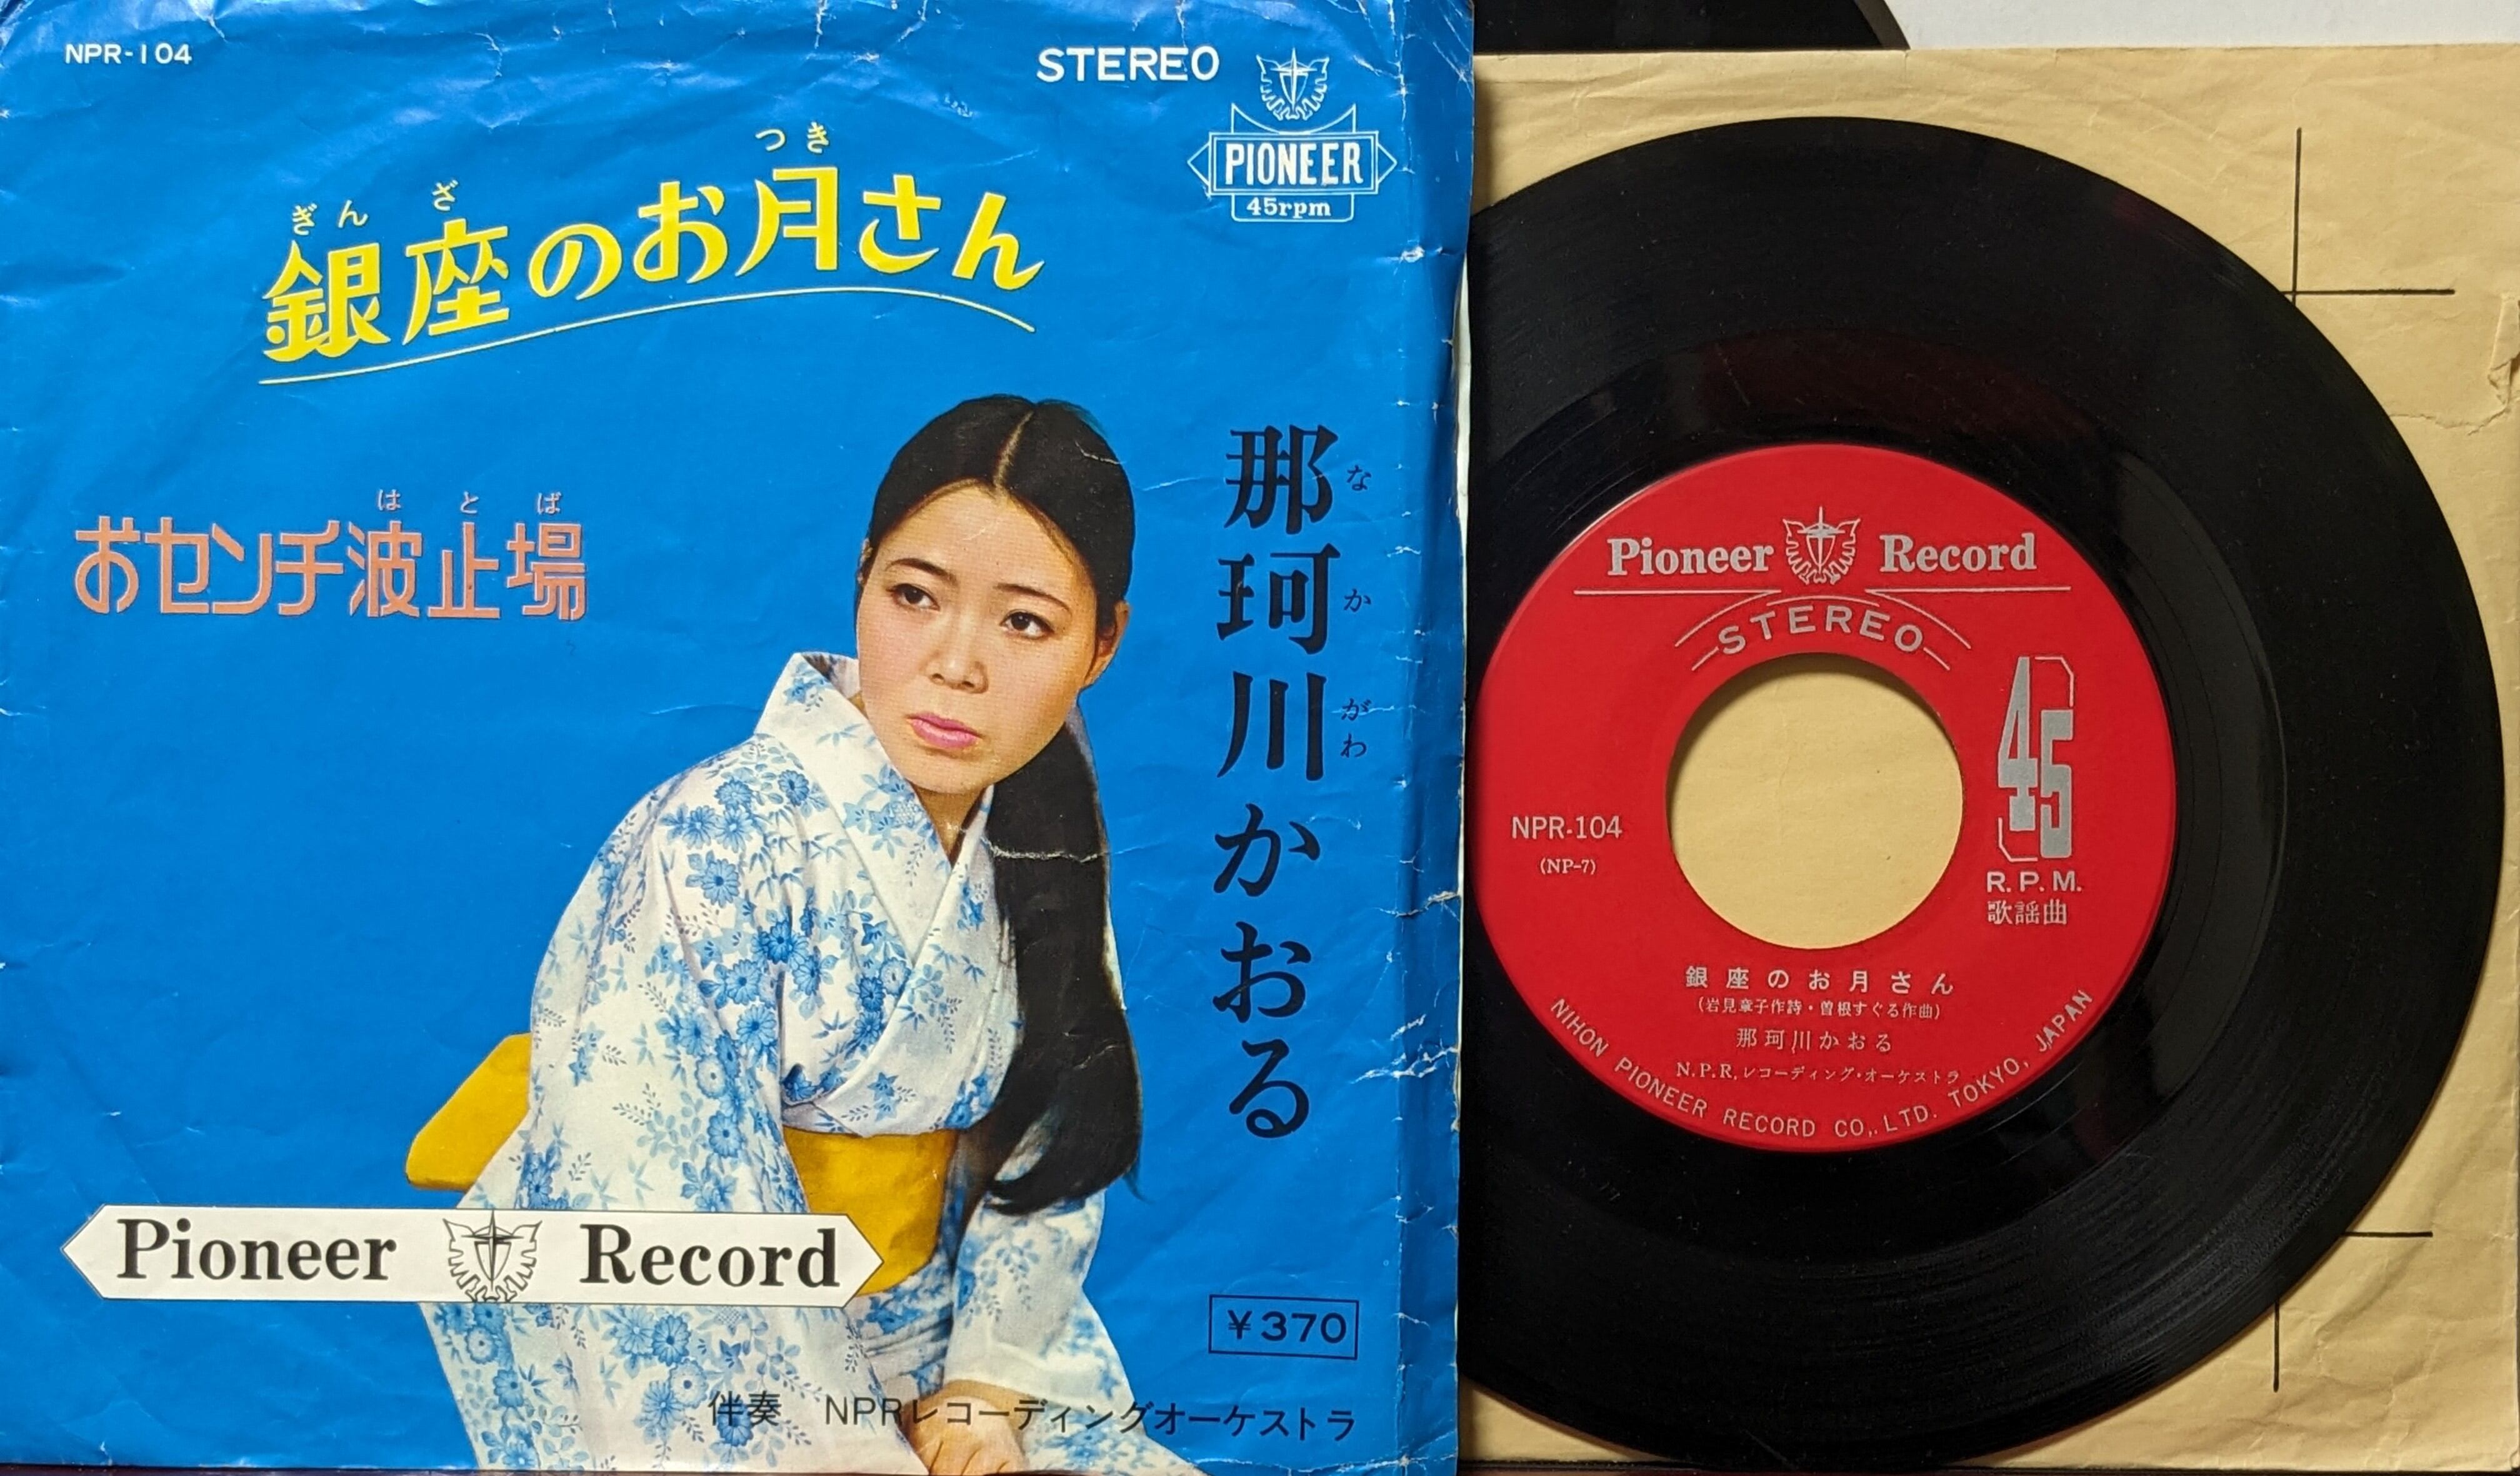 NPR-104
STEREO
PIONEER
45rpm
ぎんざ つき
銀座のお月さん
はとば
おセンチ波止場
那珂川かおる
なかがわ
Pioneer Record
¥370
伴奏 NPRレコーディングオーケストラ
Pioneer Record
STEREO
45
R.P.M.
歌謡曲
NPR-104
(NP-7)
銀座のお月さん
(岩見章子作詩・曽根すぐる作曲)
那珂川かおる
N.P.R.レコーディング・オーケストラ
NIHON PIONEER RECORD CO,.LTD. TOKYO, JAPAN